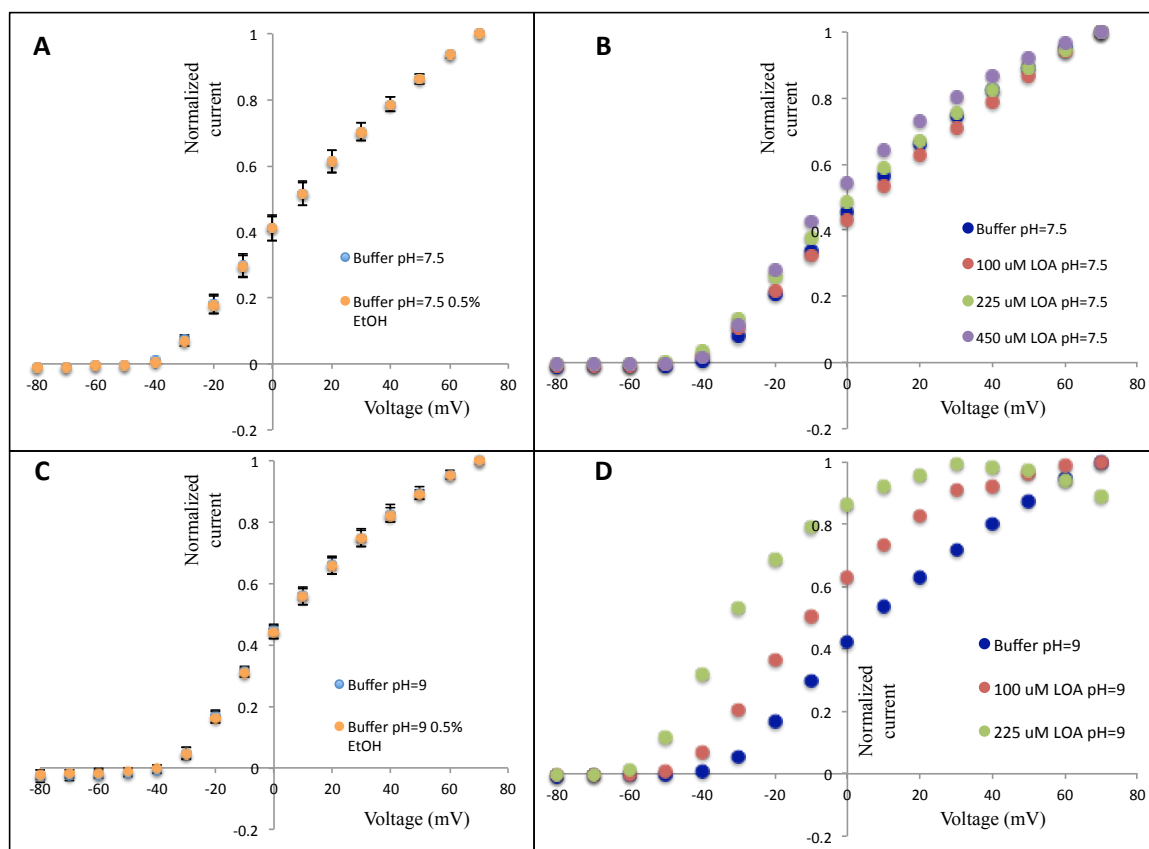 A
Normalized
current
1
0.8
0.6
0.4
0.2
0
-0.2
-80 -60 -40 -20 0 20 40 60 80
Voltage (mV)
Buffer pH=7.5
Buffer pH=7.5 0.5%
EtOH
B
Normalized
current
1
0.8
0.6
0.4
0.2
0
-0.2
-80 -60 -40 -20 0 20 40 60 80
Voltage (mV)
Buffer pH=7.5
100 uM LOA pH=7.5
225 uM LOA pH=7.5
450 uM LOA pH=7.5
C
Normalized
current
1
0.8
0.6
0.4
0.2
0
-0.2
-80 -60 -40 -20 0 20 40 60 80
Voltage (mV)
Buffer pH=9
Buffer pH=9 0.5%
EtOH
D
Normalized
current
1
0.8
0.6
0.4
0.2
0
-0.2
-80 -60 -40 -20 0 20 40 60 80
Normalized
current
Voltage (mV)
Buffer pH=9
100 uM LOA pH=9
225 uM LOA pH=9